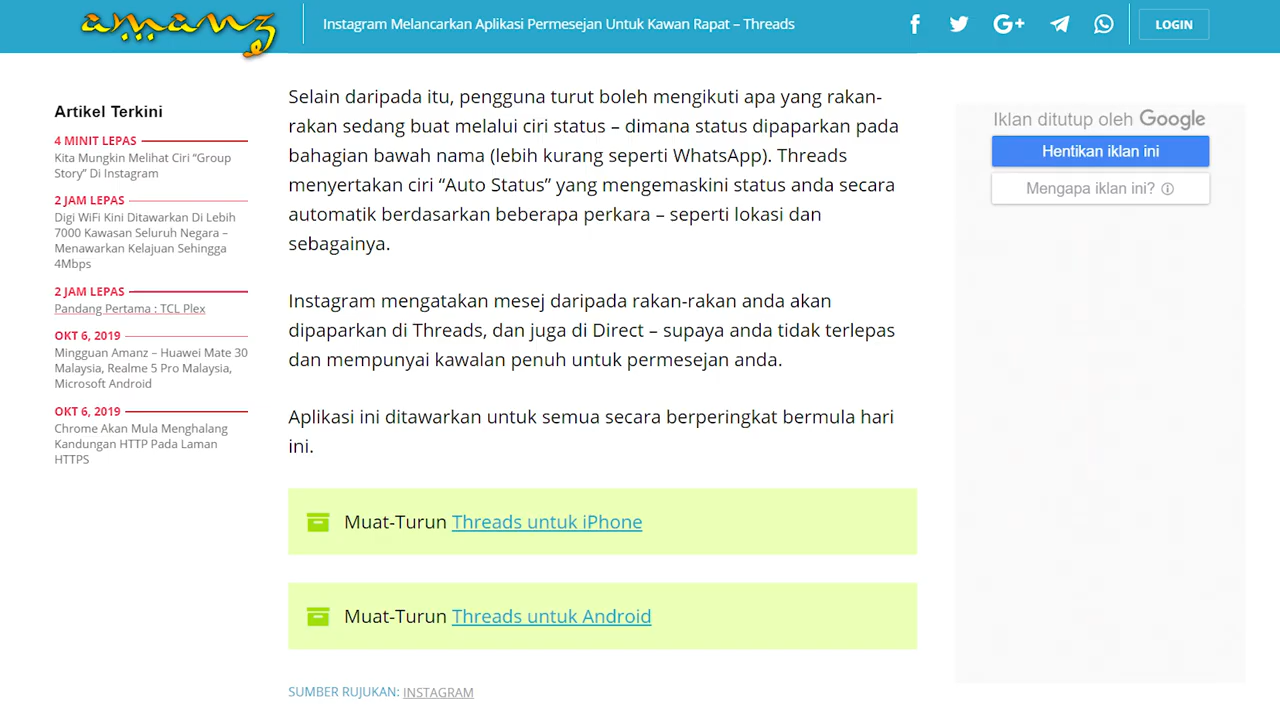 amanz
Instagram Melancarkan Aplikasi Permesejan Untuk Kawan Rapat – Threads
LOGIN
Artikel Terkini
4 MINIT LEPAS
Kita Mungkin Melihat Ciri “Group
Story” Di Instagram
2 JAM LEPAS
Digi WiFi Kini Ditawarkan Di Lebih
7000 Kawasan Seluruh Negara –
Menawarkan Kelajuan Sehingga
4Mbps
2 JAM LEPAS
Pandang Pertama : TCL Plex
OKT 6, 2019
Mingguan Amanz – Huawei Mate 30
Malaysia, Realme 5 Pro Malaysia,
Microsoft Android
OKT 6, 2019
Chrome Akan Mula Menghalang
Kandungan HTTP Pada Laman
HTTPS
Selain daripada itu, pengguna turut boleh mengikuti apa yang rakan-
rakan sedang buat melalui ciri status – dimana status dipaparkan pada
bahagian bawah nama (lebih kurang seperti WhatsApp). Threads
menyertakan ciri “Auto Status” yang mengemaskini status anda secara
automatik berdasarkan beberapa perkara – seperti lokasi dan
sebagainya.
Instagram mengatakan mesej daripada rakan-rakan anda akan
dipaparkan di Threads, dan juga di Direct – supaya anda tidak terlepas
dan mempunyai kawalan penuh untuk permesejan anda.
Aplikasi ini ditawarkan untuk semua secara berperingkat bermula hari
ini.
Muat-Turun Threads untuk iPhone
Muat-Turun Threads untuk Android
SUMBER RUJUKAN: INSTAGRAM
Iklan ditutup oleh Google
Hentikan iklan ini
Mengapa iklan ini?